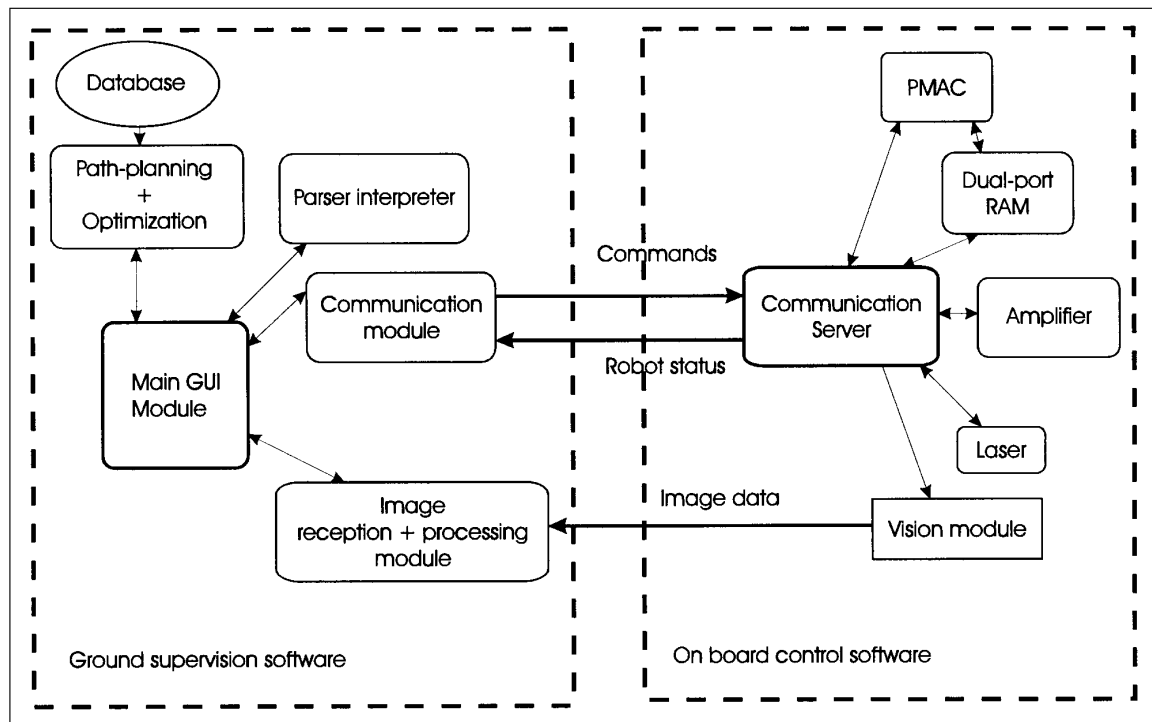 Database
Path-planning
+
Optimization
Parser interpreter
Communication
module
Main GUI
Module
Image
reception + processing
module
Ground supervision software
Commands
Robot status
Image data
PMAC
Dual-port
RAM
Communication
Server
Amplifier
Laser
Vision module
On board control software